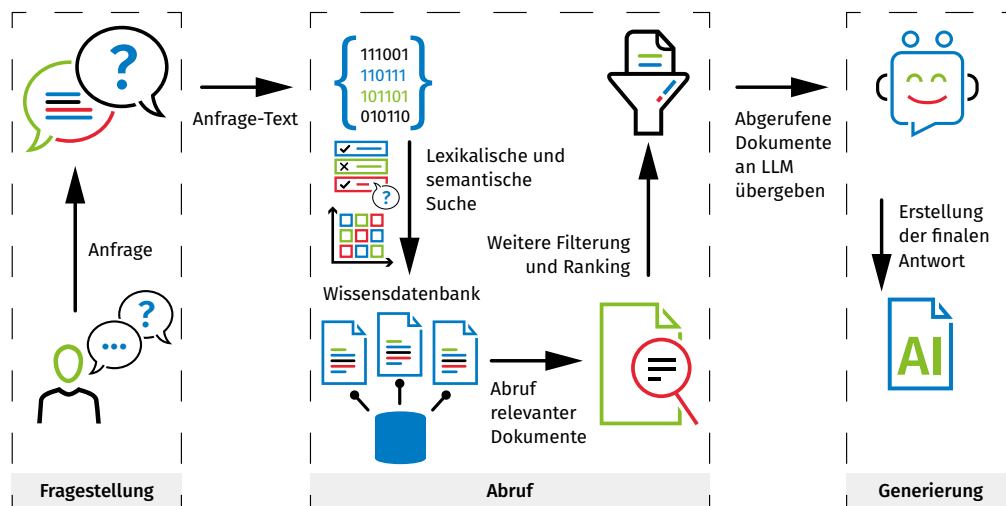 ?
Anfrage-Text
Anfrage
?
...
Fragestellung
111001
110111
101101
010110
Lexikalische und
semantische
Suche
?
Wissensdatenbank
Abruf
relevanter
Dokumente
Weitere Filterung
und Ranking
Abruf
Abgerufene
Dokumente
an LLM
übergeben
Erstellung
der finalen
Antwort
AI
Generierung